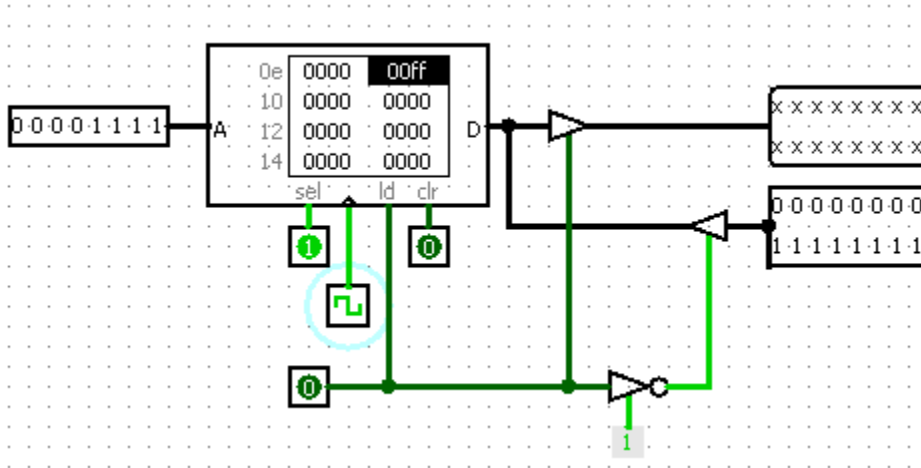 0e 0000 00ff
10 0000 0000
12 0000 0000
14 0000 0000
0 0 0 0 1 1 1 1
A
D
sel ld clr
1
0
0
1
x x x x x x x x
x x x x x x x x
0 0 0 0 0 0 0 0
1 1 1 1 1 1 1 1